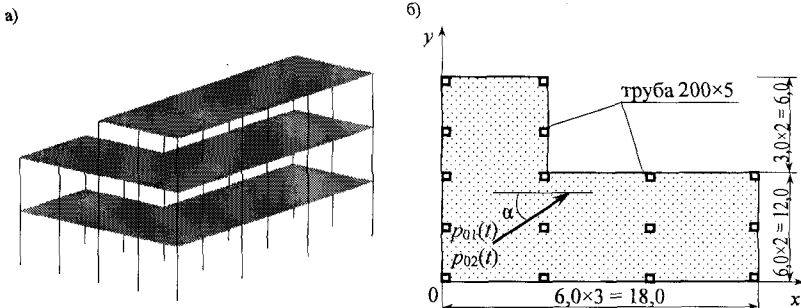 а)
б)
y
труба 200×5
3,0×2 = 6,0
α
p01(t)
p02(t)
6,0×2 = 12,0
0
6,0×3 = 18,0
x